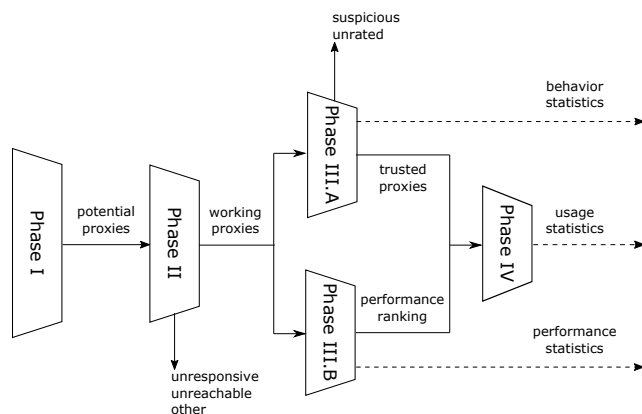 suspicious
unrated
behavior
statistics
Phase III.A
trusted
proxies
Phase I
potential
proxies
Phase II
working
proxies
Phase IV
usage
statistics
Phase III.B
performance
ranking
performance
statistics
unresponsive
unreachable
other